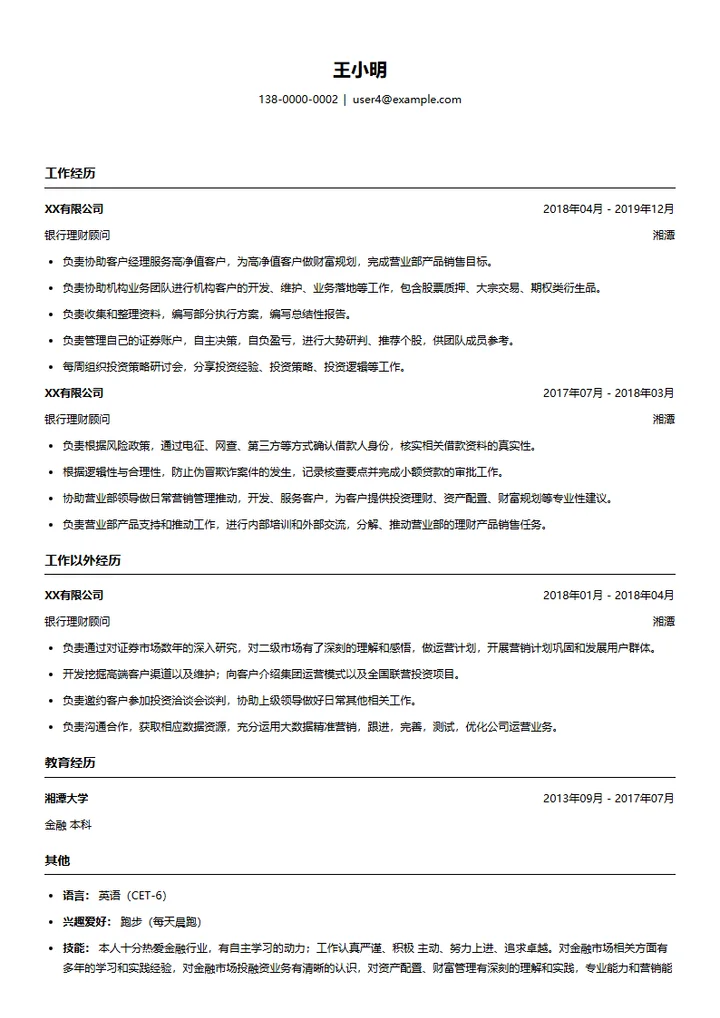 王小明
138-0000-0002 | user4@example.com
工作经历
XX有限公司 2018年04月 - 2019年12月
银行理财顾问 湘潭
• 负责协助客户经理服务高净值客户，为高净值客户做财富规划，完成营业部产品销售目标。
• 负责协助机构业务团队进行机构客户的开发、维护、业务落地等工作，包含股票质押、大宗交易、期权类衍生品。
• 负责收集和整理资料，编写部分执行方案，编写总结性报告。
• 负责管理自己的证券账户，自主决策，自负盈亏，进行大势研判、推荐个股，供团队成员参考。
• 每周组织投资策略研讨会，分享投资经验、投资策略、投资逻辑等工作。
XX有限公司 2017年07月 - 2018年03月
银行理财顾问 湘潭
• 负责根据风险政策，通过电征、网查、第三方等方式确认借款人身份，核实相关借款资料的真实性。
• 根据逻辑性与合理性，防止伪冒欺诈案件的发生，记录核查要点并完成小额贷款的审批工作。
• 协助营业部领导做日常营销管理推动，开发、服务客户，为客户提供投资理财、资产配置、财富规划等专业性建议。
• 负责营业部产品支持和推动工作，进行内部培训和外部交流，分解、推动营业部的理财产品销售任务。
工作以外经历
XX有限公司 2018年01月 - 2018年04月
银行理财顾问 湘潭
• 负责通过对证券市场数年的深入研究，对二级市场有了深刻的理解和感悟，做运营计划，开展营销计划巩固和发展用户群体。
• 开发挖掘高端客户渠道以及维护；向客户介绍集团运营模式以及全国联营投资项目。
• 负责邀约客户参加投资洽谈会谈判，协助上级领导做好日常其他相关工作。
• 负责沟通合作，获取相应数据资源，充分运用大数据精准营销，跟进，完善，测试，优化公司运营业务。
教育经历
湘潭大学 2013年09月 - 2017年07月
金融 本科
其他
• 语言： 英语（CET-6）
• 兴趣爱好： 跑步（每天晨跑）
• 技能： 本人十分热爱金融行业，有自主学习的动力；工作认真严谨、积极 主动、努力上进、追求卓越。对金融市场相关方面有
多年的学习和实践经验，对金融市场投融资业务有清晰的认识，对资产配置、财富管理有深刻的理解和实践，专业能力和营销能